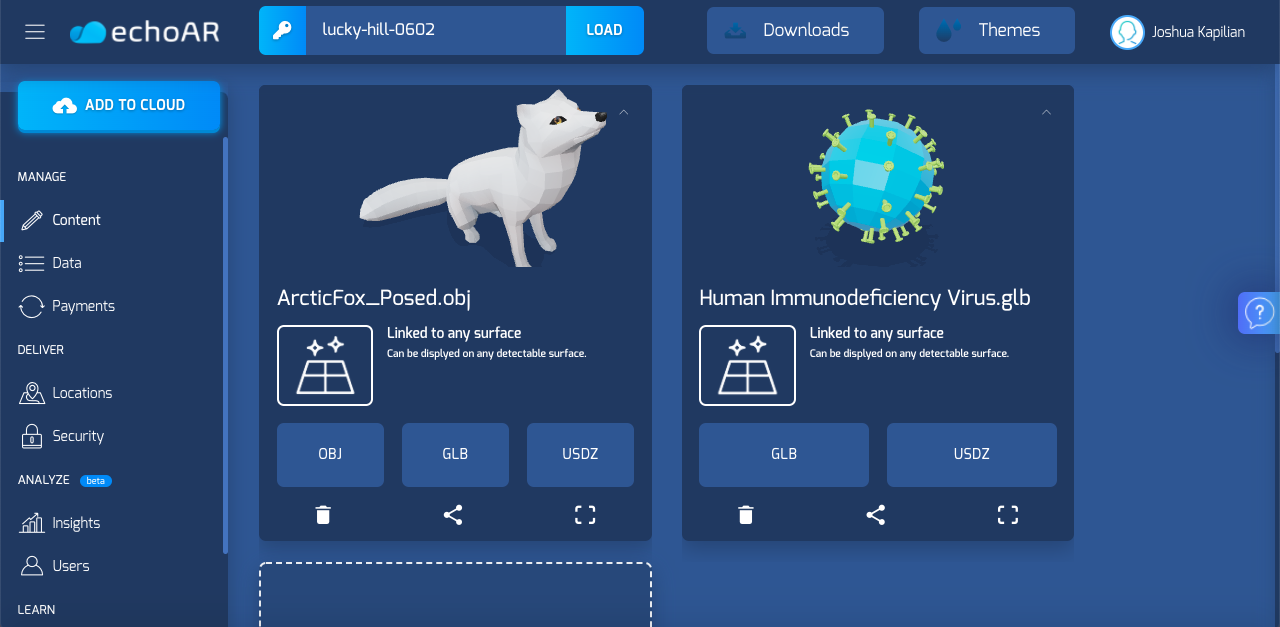 echoAR
lucky-hill-0602
LOAD
Downloads
Themes
Joshua Kapilian
ADD TO CLOUD
MANAGE
Content
Data
Payments
DELIVER
Locations
Security
ANALYZE beta
Insights
Users
LEARN
ArcticFox_Posed.obj
Linked to any surface
Can be displyed on any detectable surface.
OBJ
GLB
USDZ
Human Immunodeficiency Virus.glb
Linked to any surface
Can be displyed on any detectable surface.
GLB
USDZ
?